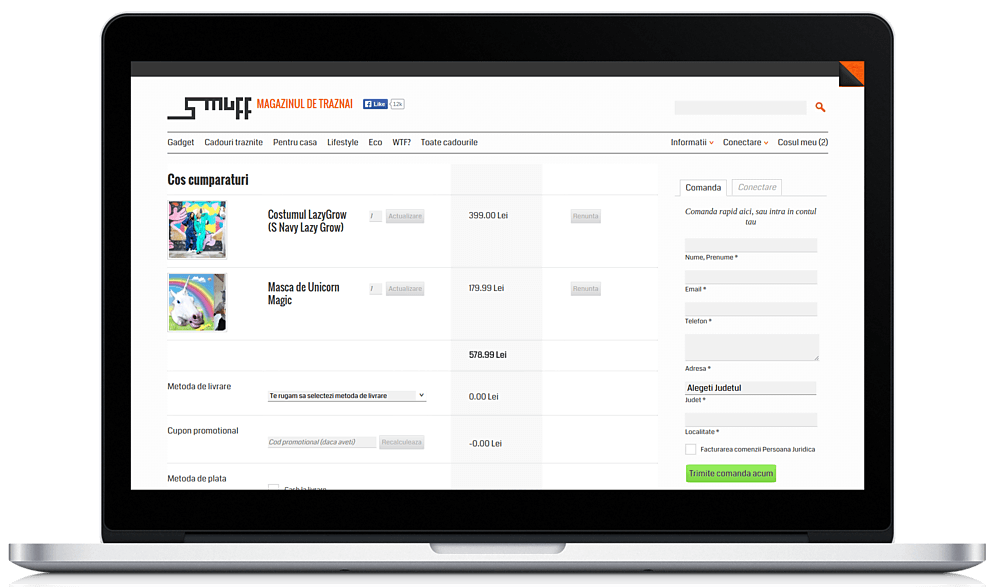 smuff MAGAZINUL DE TRAZNAI Like 12k
Gadget Cadouri traznite Pentru casa Lifestyle Eco WTF? Toate cadourile Informatii Conectare Cosul meu (2)
Cos cumparaturi
Costumul LazyGrow
(S Navy Lazy Grow)
1 Actualizare 399.00 Lei Renunta
Masca de Unicorn
Magic
1 Actualizare 179.99 Lei Renunta
578.99 Lei
Metoda de livrare Te rugam sa selectezi metoda de livrare 0.00 Lei
Cupon promotional Cod promotional (daca aveti) Recalculeaza -0.00 Lei
Metoda de plata Cash la livrare
Comanda Conectare
Comanda rapid aici, sau intra in contul
tau
Nume, Prenume *
Email *
Telefon *
Adresa *
Alegeti Judetul
Judet *
Localitate *
Facturarea comenzii Persoana Juridica
Trimite comanda acum